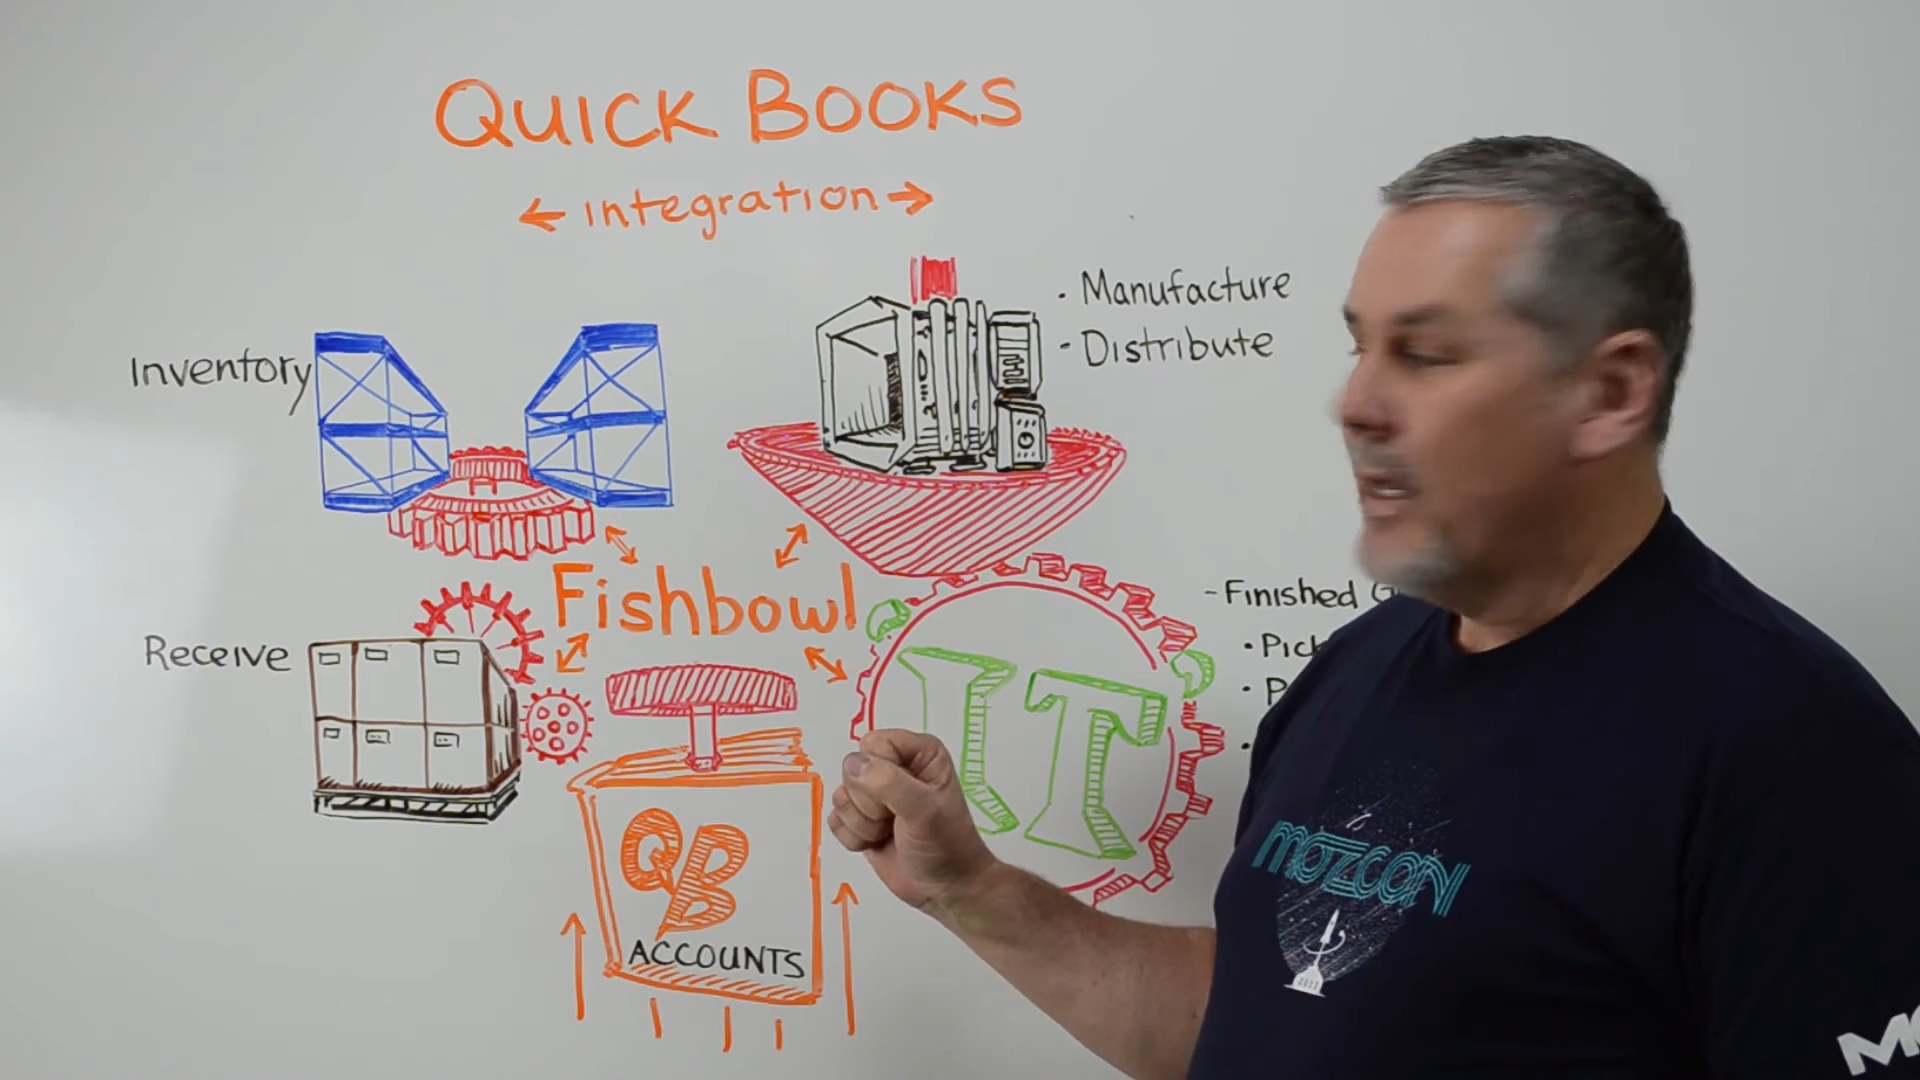 QUICK BOOKS
← integration →
Inventory
• Manufacture
• Distribute
Fishbowl
Receive
- Finished
IT
QB
ACCOUNTS
MOZCON